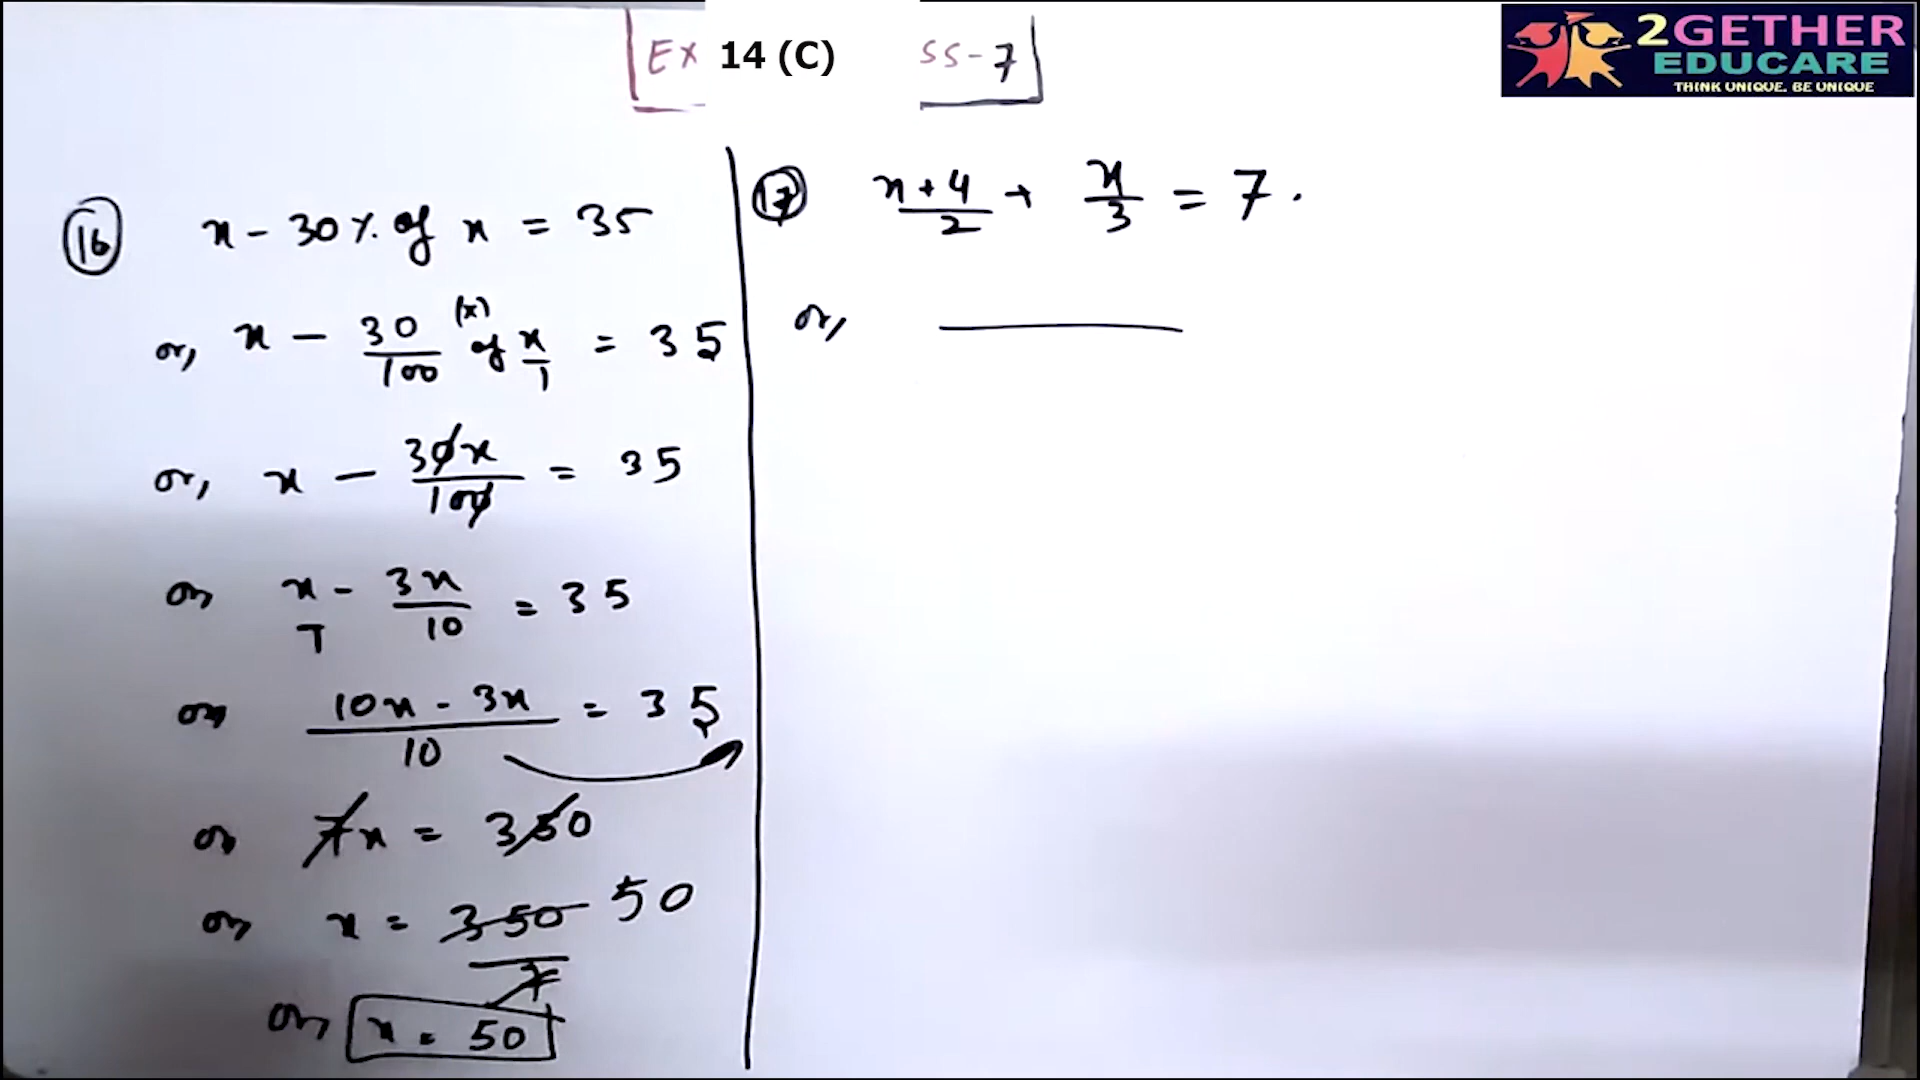 Ex 14 (C) ss-7
2GETHER
EDUCARE
THINK UNIQUE. BE UNIQUE
(16) x - 30% of x = 35
or, x - 30/100 (x) of x/1 = 35
or, x - 30x/100 = 35
or x/1 - 3x/10 = 35
or (10x - 3x)/10 = 35
or 7x = 350
or x = 350/7 50
or, x = 50
(17) (x+4)/2 + x/3 = 7.
or,